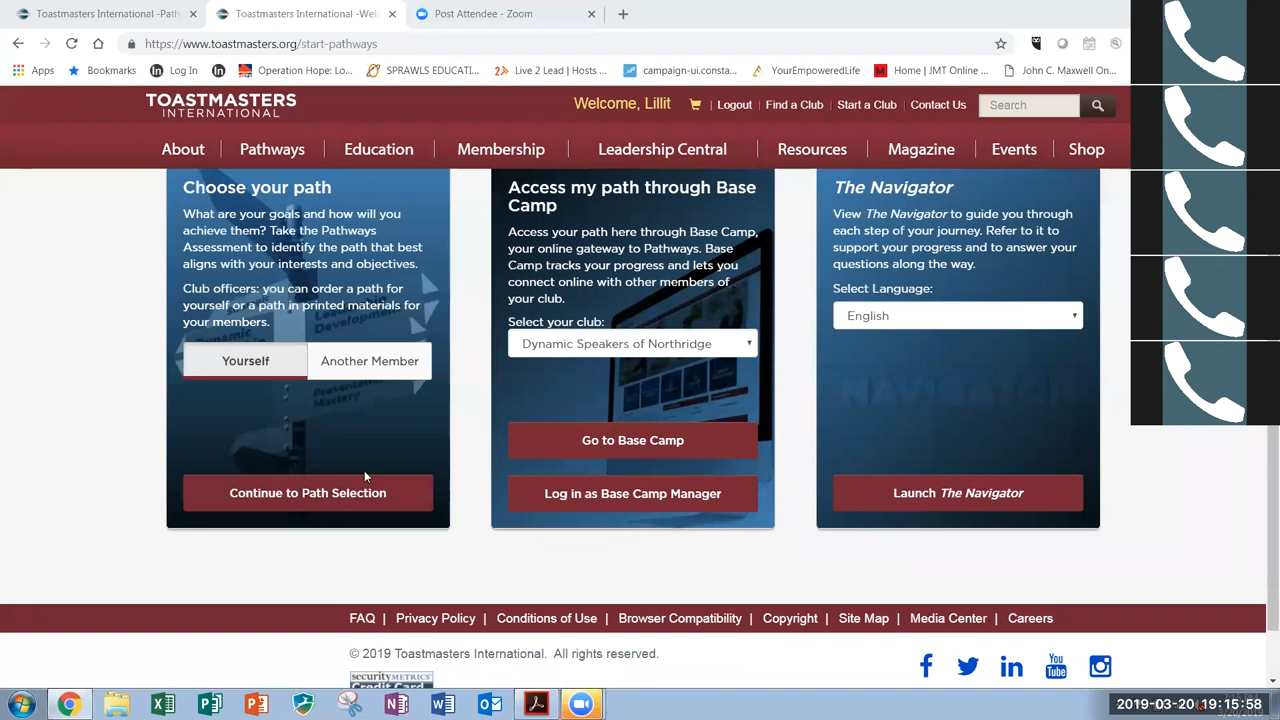 Toastmasters International -Path
Toastmasters International -Wel
Post Attendee - Zoom
https://www.toastmasters.org/start-pathways
Apps
Bookmarks
Log In
Operation Hope: Lo...
SPRAWLS EDUCATI...
Live 2 Lead | Hosts ...
campaign-ui.consta...
YourEmpoweredLife
Home | JMT Online ...
John C. Maxwell On...
TOASTMASTERS
INTERNATIONAL
Welcome, Lillit
Logout
Find a Club
Start a Club
Contact Us
Search
About
Pathways
Education
Membership
Leadership Central
Resources
Magazine
Events
Shop
Choose your path
What are your goals and how will you
achieve them? Take the Pathways
Assessment to identify the path that best
aligns with your interests and objectives.
Club officers: you can order a path for
yourself or a path in printed materials for
your members.
Yourself
Another Member
Continue to Path Selection
Access my path through Base
Camp
Access your path here through Base Camp,
your online gateway to Pathways. Base
Camp tracks your progress and lets you
connect online with other members of
your club.
Select your club:
Dynamic Speakers of Northridge
Go to Base Camp
Log in as Base Camp Manager
The Navigator
View The Navigator to guide you through
each step of your journey. Refer to it to
support your progress and to answer your
questions along the way.
Select Language:
English
Launch The Navigator
FAQ | Privacy Policy | Conditions of Use | Browser Compatibility | Copyright | Site Map | Media Center | Careers
© 2019 Toastmasters International. All rights reserved.
securityMETRICS
Credit Card
You
Tube
2019-03-20 19:15:58